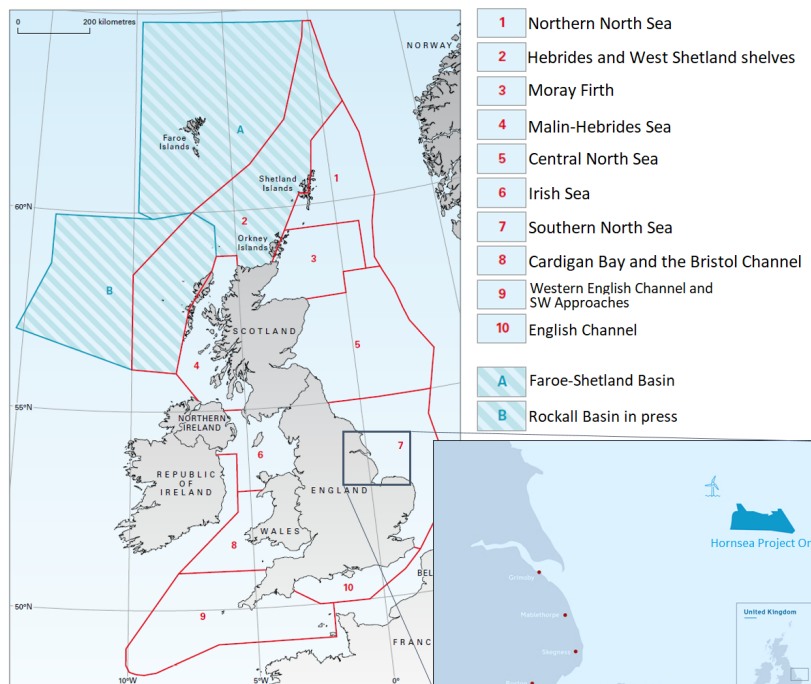 0 200 kilometres
NORWAY
Faroe
Islands
A
Shetland
Islands
1
60°N
2
Orkney
Islands
3
B
SCOTLAND
5
4
55°N
NORTHERN
IRELAND
7
6
REPUBLIC
OF
IRELAND
ENGLAND
WALES
8
BEL
10
50°N
9
FRANC
10°W 5°W 0°
1 Northern North Sea
2 Hebrides and West Shetland shelves
3 Moray Firth
4 Malin-Hebrides Sea
5 Central North Sea
6 Irish Sea
7 Southern North Sea
8 Cardigan Bay and the Bristol Channel
9 Western English Channel and
SW Approaches
10 English Channel
A Faroe-Shetland Basin
B Rockall Basin in press
Hornsea Project On
Grimsby
Mablethorpe
Skegness
United Kingdom